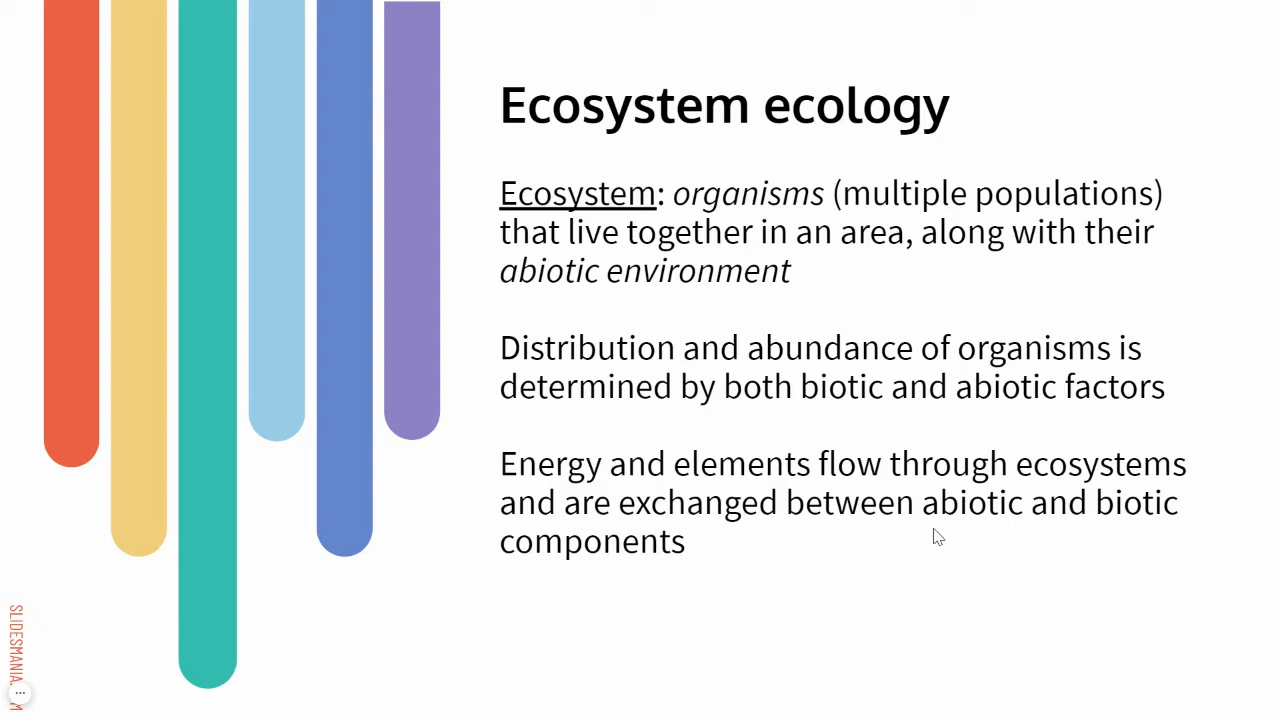 Ecosystem ecology
Ecosystem: organisms (multiple populations)
that live together in an area, along with their
abiotic environment
Distribution and abundance of organisms is
determined by both biotic and abiotic factors
Energy and elements flow through ecosystems
and are exchanged between abiotic and biotic
components
SLIDESMANIA.